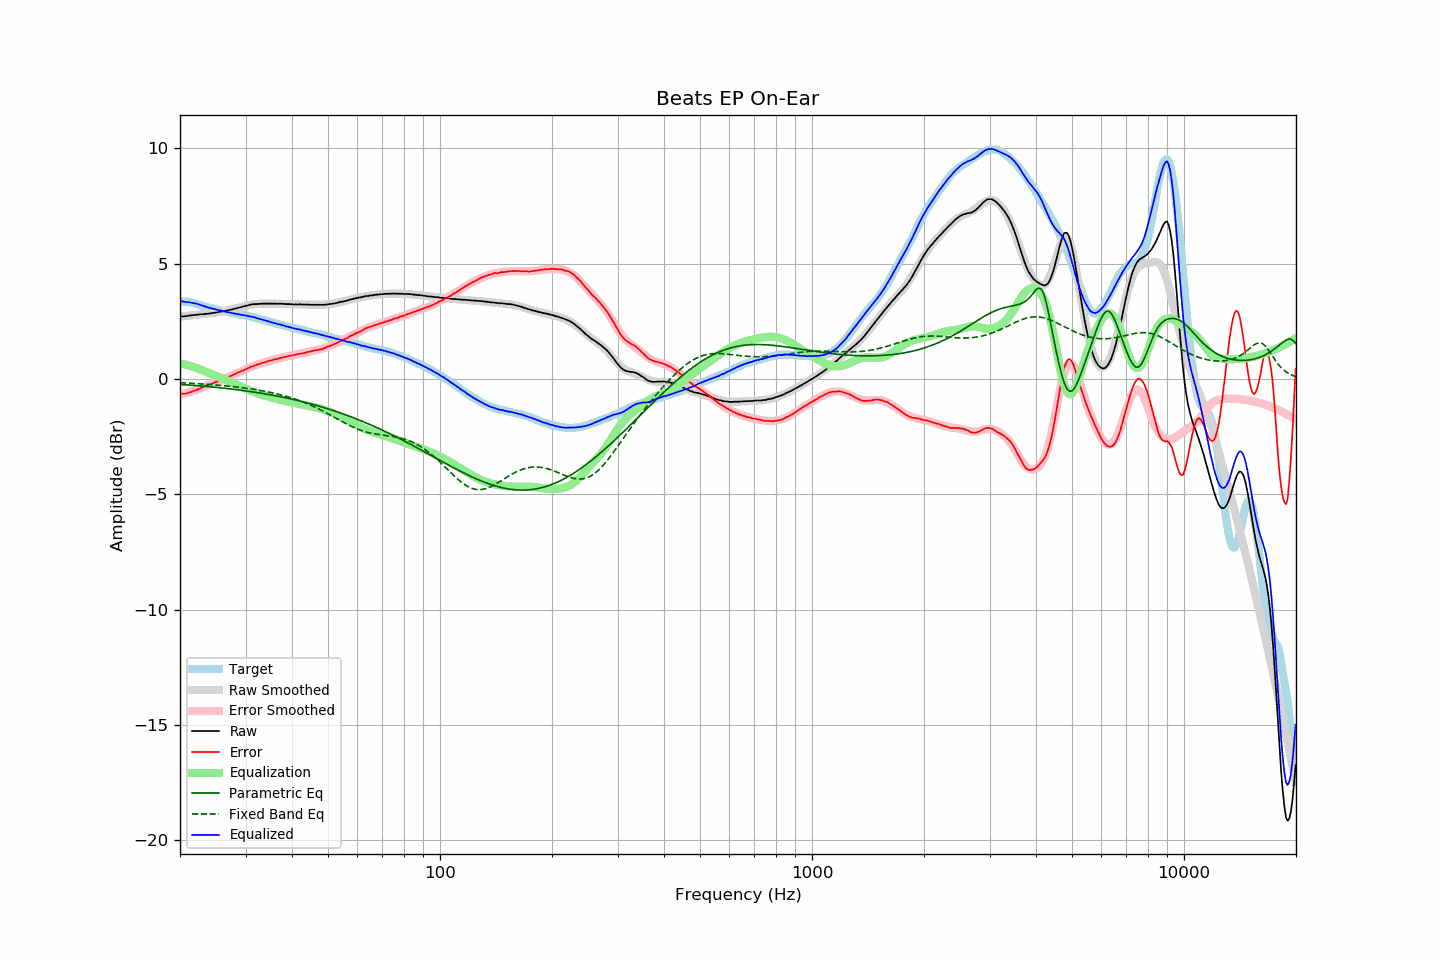 Beats EP On-Ear
10
5
0
−5
−10
−15
−20
Amplitude (dBr)
Target
Raw Smoothed
Error Smoothed
Raw
Error
Equalization
Parametric Eq
Fixed Band Eq
Equalized
100
1000
10000
Frequency (Hz)